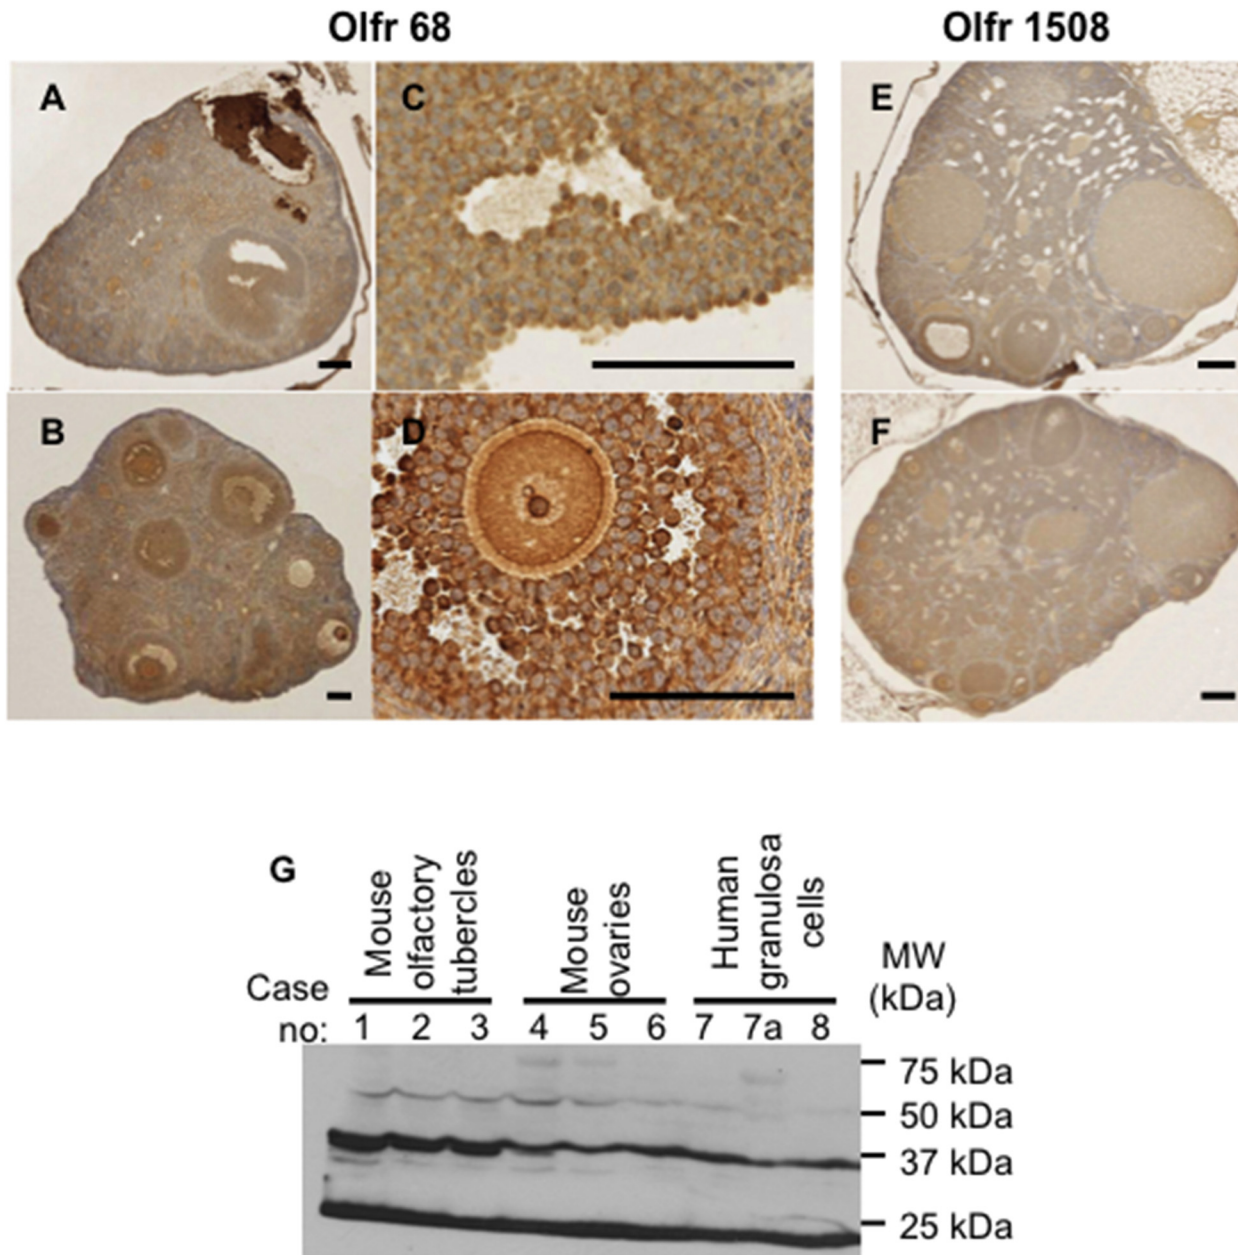 Olfr 68
Olfr 1508
A
C
E
B
D
F
G
Mouse
olfactory
tubercles
Mouse
ovaries
Human
granulosa
cells
MW
(kDa)
Case
no: 1 2 3 4 5 6 7 7a 8
75 kDa
50 kDa
37 kDa
25 kDa